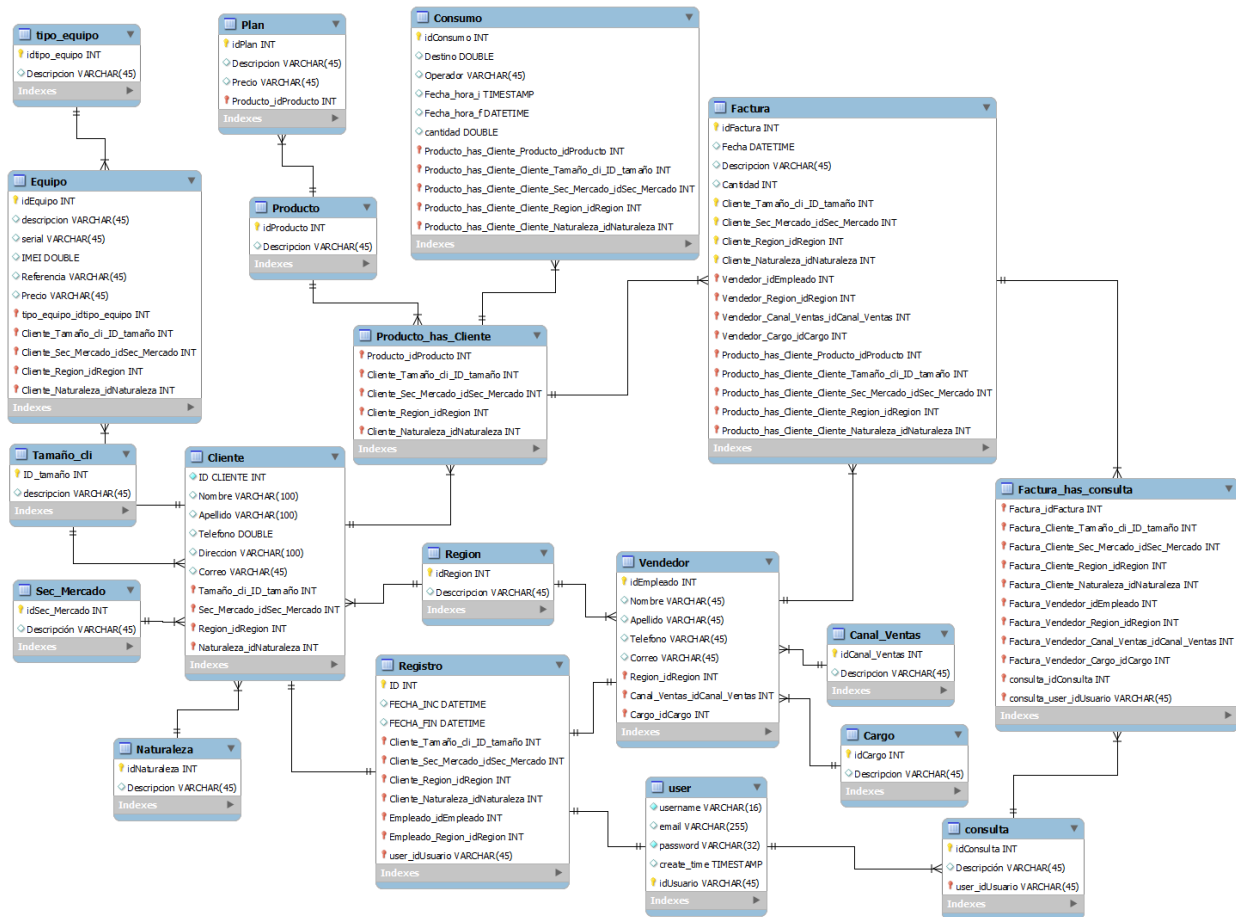 tipo_equipo
idtipo_equipo INT
Descripcion VARCHAR(45)
Indexes
Plan
idPlan INT
Descripcion VARCHAR(45)
Precio VARCHAR(45)
Producto_idProducto INT
Indexes
Consumo
idConsumo INT
Destino DOUBLE
Operador VARCHAR(45)
Fecha_hora_i TIMESTAMP
Fecha_hora_f DATETIME
cantidad DOUBLE
Producto_has_Cliente_Producto_idProducto INT
Producto_has_Cliente_Cliente_Tamaño_cli_ID_tamaño INT
Producto_has_Cliente_Cliente_Sec_Mercado_idSec_Mercado INT
Producto_has_Cliente_Cliente_Region_idRegion INT
Producto_has_Cliente_Cliente_Naturaleza_idNaturaleza INT
Indexes
Factura
idFactura INT
Fecha DATETIME
Descripcion VARCHAR(45)
Cantidad INT
Cliente_Tamaño_cli_ID_tamaño INT
Cliente_Sec_Mercado_idSec_Mercado INT
Cliente_Region_idRegion INT
Cliente_Naturaleza_idNaturaleza INT
Vendedor_idEmpleado INT
Vendedor_Region_idRegion INT
Vendedor_Canal_Ventas_idCanal_Ventas INT
Vendedor_Cargo_idCargo INT
Producto_has_Cliente_Producto_idProducto INT
Producto_has_Cliente_Cliente_Tamaño_cli_ID_tamaño INT
Producto_has_Cliente_Cliente_Sec_Mercado_idSec_Mercado INT
Producto_has_Cliente_Cliente_Region_idRegion INT
Producto_has_Cliente_Cliente_Naturaleza_idNaturaleza INT
Indexes
Equipo
idEquipo INT
descripcion VARCHAR(45)
serial VARCHAR(45)
IMEI DOUBLE
Referencia VARCHAR(45)
Precio VARCHAR(45)
tipo_equipo_idtipo_equipo INT
Cliente_Tamaño_cli_ID_tamaño INT
Cliente_Sec_Mercado_idSec_Mercado INT
Cliente_Region_idRegion INT
Cliente_Naturaleza_idNaturaleza INT
Indexes
Producto
idProducto INT
Descripcion VARCHAR(45)
Indexes
Producto_has_Cliente
Producto_idProducto INT
Cliente_Tamaño_cli_ID_tamaño INT
Cliente_Sec_Mercado_idSec_Mercado INT
Cliente_Region_idRegion INT
Cliente_Naturaleza_idNaturaleza INT
Indexes
Tamaño_cli
ID_tamaño INT
descripcion VARCHAR(45)
Indexes
Cliente
ID CLIENTE INT
Nombre VARCHAR(100)
Apellido VARCHAR(100)
Telefono DOUBLE
Direccion VARCHAR(100)
Correo VARCHAR(45)
Tamaño_cli_ID_tamaño INT
Sec_Mercado_idSec_Mercado INT
Region_idRegion INT
Naturaleza_idNaturaleza INT
Indexes
Factura_has_consulta
Factura_idFactura INT
Factura_Cliente_Tamaño_cli_ID_tamaño INT
Factura_Cliente_Sec_Mercado_idSec_Mercado INT
Factura_Cliente_Region_idRegion INT
Factura_Cliente_Naturaleza_idNaturaleza INT
Factura_Vendedor_idEmpleado INT
Factura_Vendedor_Region_idRegion INT
Factura_Vendedor_Canal_Ventas_idCanal_Ventas INT
Factura_Vendedor_Cargo_idCargo INT
consulta_idConsulta INT
consulta_user_idUsuario VARCHAR(45)
Indexes
Region
idRegion INT
Desccripcion VARCHAR(45)
Indexes
Vendedor
idEmpleado INT
Nombre VARCHAR(45)
Apellido VARCHAR(45)
Telefono VARCHAR(45)
Correo VARCHAR(45)
Region_idRegion INT
Canal_Ventas_idCanal_Ventas INT
Cargo_idCargo INT
Indexes
Sec_Mercado
idSec_Mercado INT
Descripción VARCHAR(45)
Indexes
Canal_Ventas
idCanal_Ventas INT
Descripcion VARCHAR(45)
Indexes
Registro
ID INT
FECHA_INC DATETIME
FECHA_FIN DATETIME
Cliente_Tamaño_cli_ID_tamaño INT
Cliente_Sec_Mercado_idSec_Mercado INT
Cliente_Region_idRegion INT
Cliente_Naturaleza_idNaturaleza INT
Empleado_idEmpleado INT
Empleado_Region_idRegion INT
user_idUsuario VARCHAR(45)
Indexes
Cargo
idCargo INT
Descripcion VARCHAR(45)
Indexes
Naturaleza
idNaturaleza INT
Descripcion VARCHAR(45)
Indexes
user
username VARCHAR(16)
email VARCHAR(255)
password VARCHAR(32)
create_time TIMESTAMP
idUsuario VARCHAR(45)
Indexes
consulta
idConsulta INT
Descripción VARCHAR(45)
user_idUsuario VARCHAR(45)
Indexes